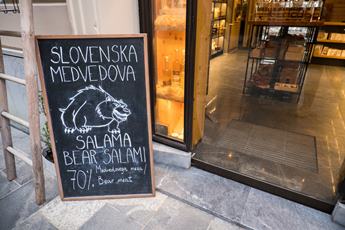 SLOVENSKA
MEDVEDOVA
SALAMA
BEAR SALAMI
70% Medvedovega mesa
Bear meat